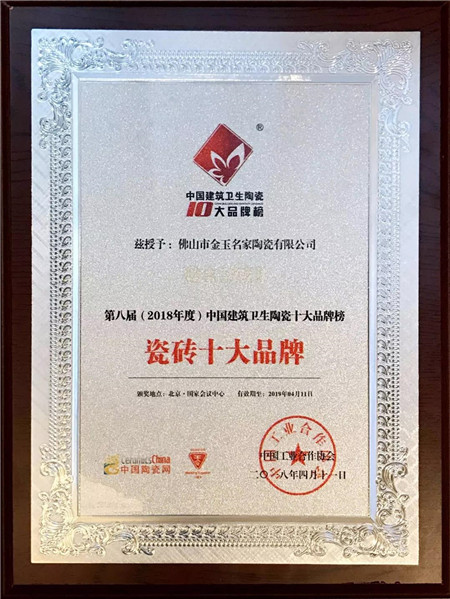 ®
中国建筑卫生陶瓷
10大品牌榜
兹授予：佛山市金玉名家陶瓷有限公司
第八届（2018年度）中国建筑卫生陶瓷十大品牌榜
瓷砖十大品牌
颁奖地点：北京·国家会议中心 有效期至：2019年04月11日
CeramicsChina
中国陶瓷网
中国工业合作协会
二〇一八年四月十一日
工业合作